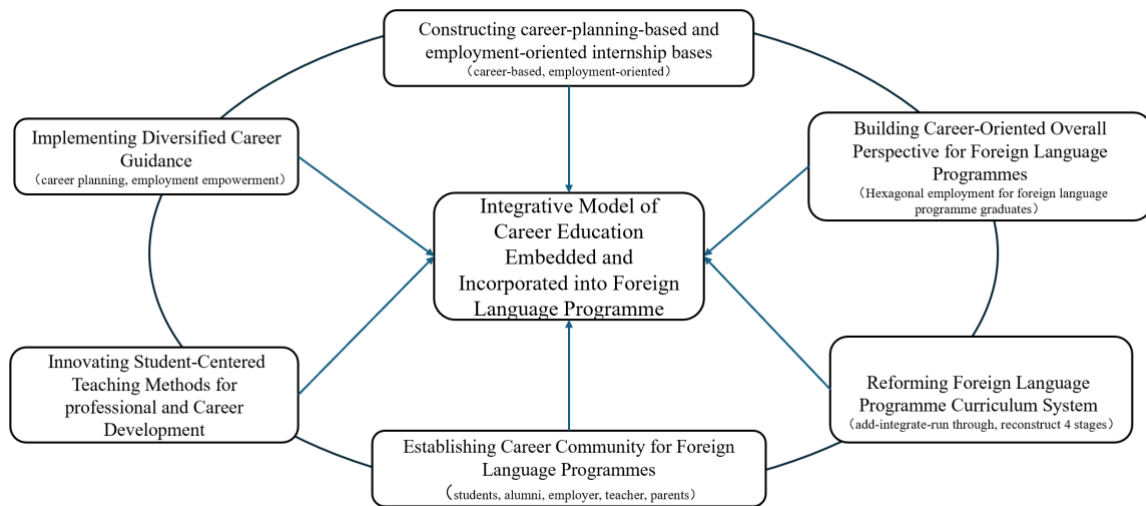 Constructing career-planning-based and
employment-oriented internship bases
（career-based, employment-oriented）
Implementing Diversified Career
Guidance
（career planning, employment empowerment）
Building Career-Oriented Overall
Perspective for Foreign Language
Programmes
（Hexagonal employment for foreign language
programme graduates）
Integrative Model of
Career Education
Embedded and
Incorporated into Foreign
Language Programme
Innovating Student-Centered
Teaching Methods for
professional and Career
Development
Reforming Foreign Language
Programme Curriculum System
（add-integrate-run through, reconstruct 4 stages）
Establishing Career Community for Foreign
Language Programmes
（students, alumni, employer, teacher, parents）